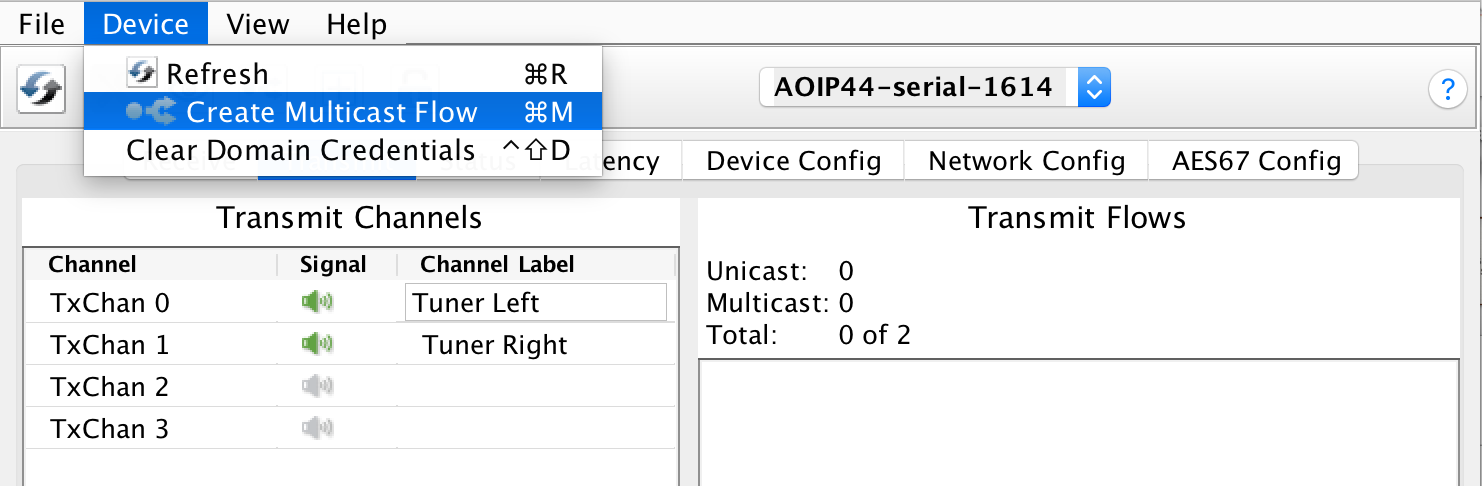 File Device View Help
Refresh ⌘R
AOIP44-serial-1614 ?
Create Multicast Flow ⌘M
Clear Domain Credentials ^⇧D
Device Config Network Config AES67 Config
Transmit Channels
Channel Signal Channel Label
TxChan 0 Tuner Left
TxChan 1 Tuner Right
TxChan 2
TxChan 3
Transmit Flows
Unicast: 0
Multicast: 0
Total: 0 of 2